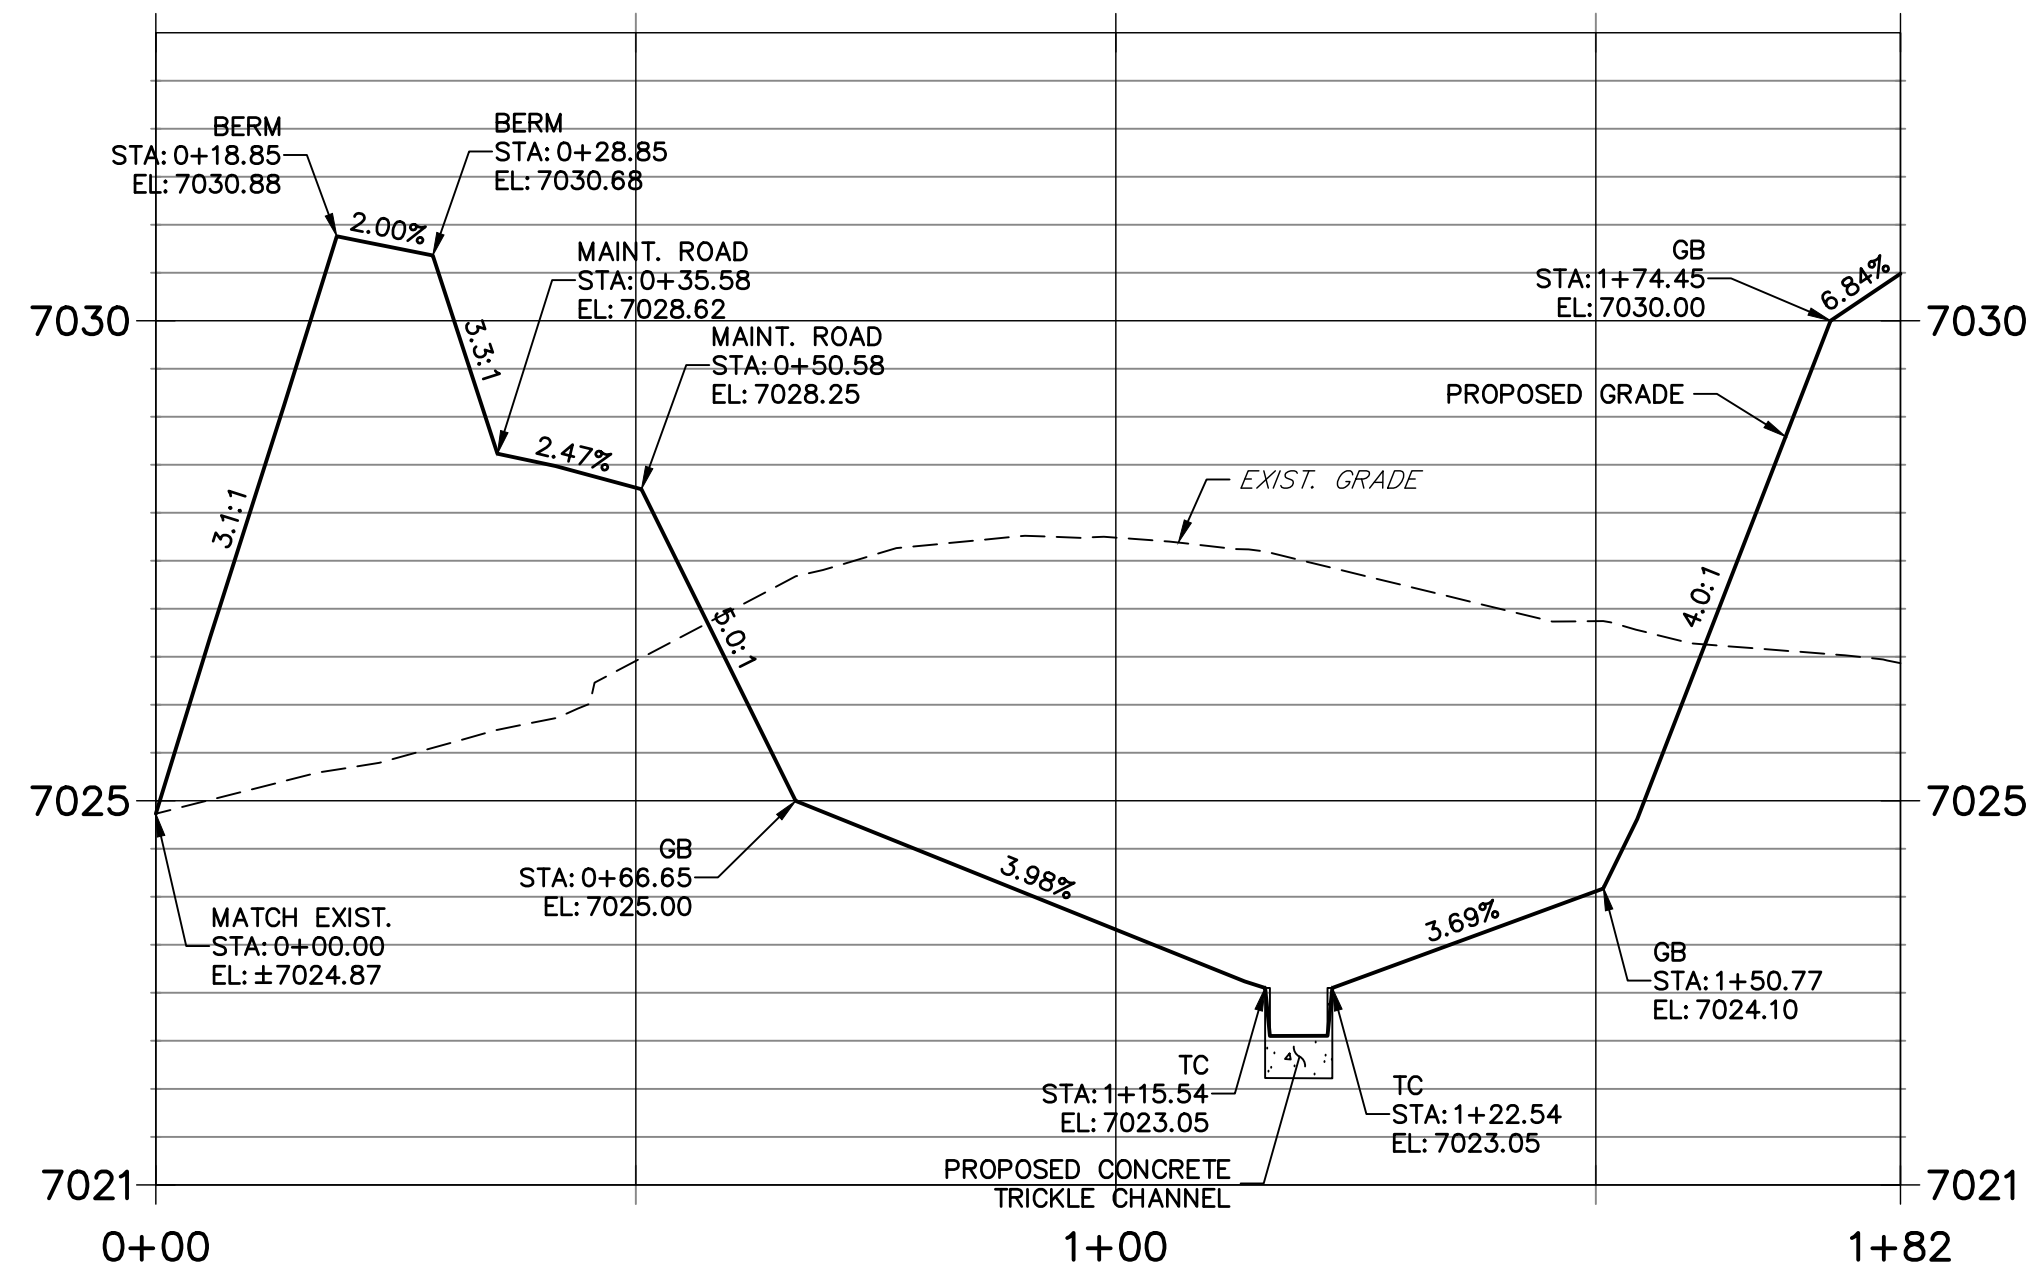 BERM
STA: 0+18.85
EL: 7030.88
BERM
STA: 0+28.85
EL: 7030.68
2.00%
MAINT. ROAD
STA: 0+35.58
EL: 7028.62
3.3:1
MAINT. ROAD
STA: 0+50.58
EL: 7028.25
2.47%
GB
STA: 1+74.45
EL: 7030.00
6.84%
7030
7030
PROPOSED GRADE
EXIST. GRADE
3.1:1
5.0:1
4.0:1
7025
7025
GB
STA: 0+66.65
EL: 7025.00
3.98%
3.69%
MATCH EXIST.
STA: 0+00.00
EL: ±7024.87
GB
STA: 1+50.77
EL: 7024.10
TC
STA: 1+15.54
EL: 7023.05
TC
STA: 1+22.54
EL: 7023.05
PROPOSED CONCRETE
TRICKLE CHANNEL
7021
7021
0+00
1+00
1+82